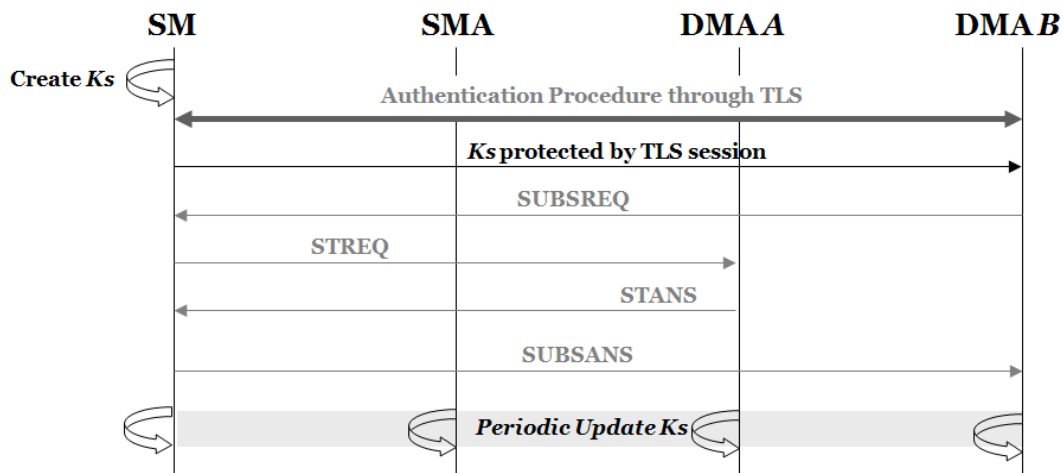 SM SMA DMA A DMA B
Create Ks
Authentication Procedure through TLS
Ks protected by TLS session
SUBSREQ
STREQ
STANS
SUBSANS
Periodic Update Ks